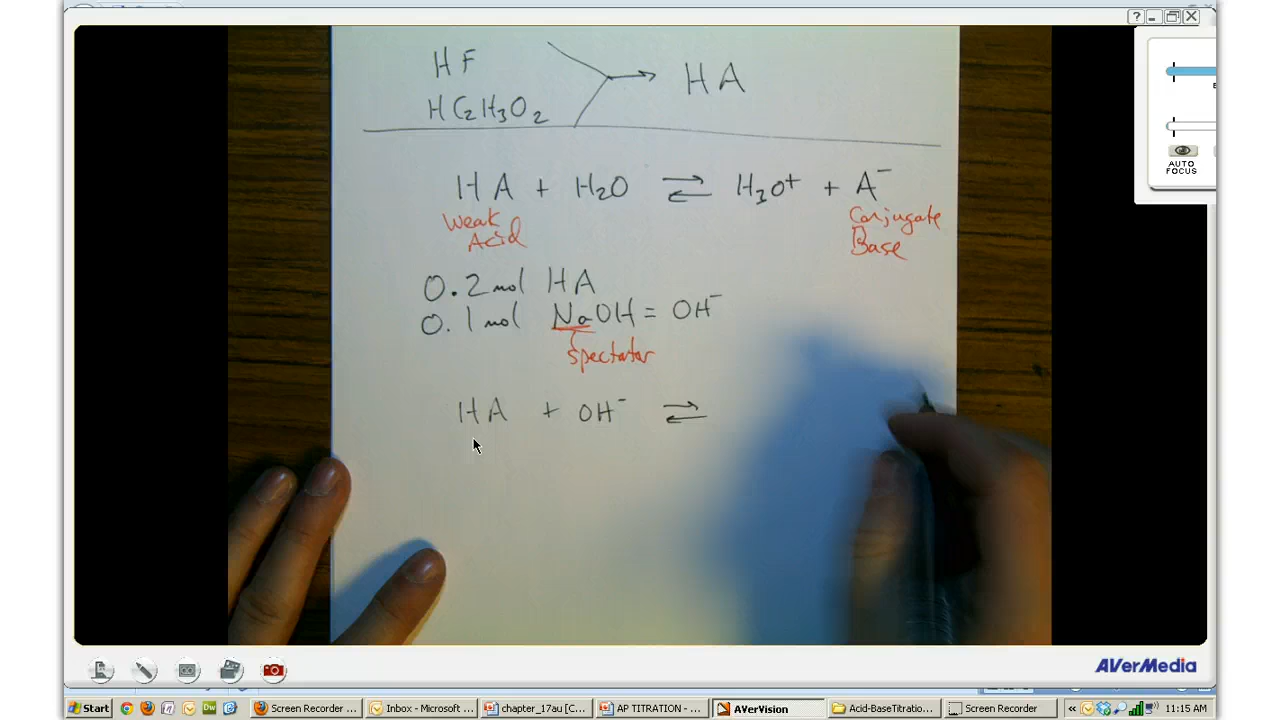 HF
HC₂H₃O₂ → HA
HA + H₂O ⇌ H₃O⁺ + A⁻
Weak Acid
Conjugate Base
0.2 mol HA
0.1 mol NaOH = OH⁻
spectator
HA + OH⁻ ⇌
AUTO FOCUS
AVerMedia
Start
Screen Recorder ...
Inbox - Microsoft ...
chapter_17au [C...
AP TITRATION - ...
AVerVision
Acid-BaseTitratio...
Screen Recorder
11:15 AM